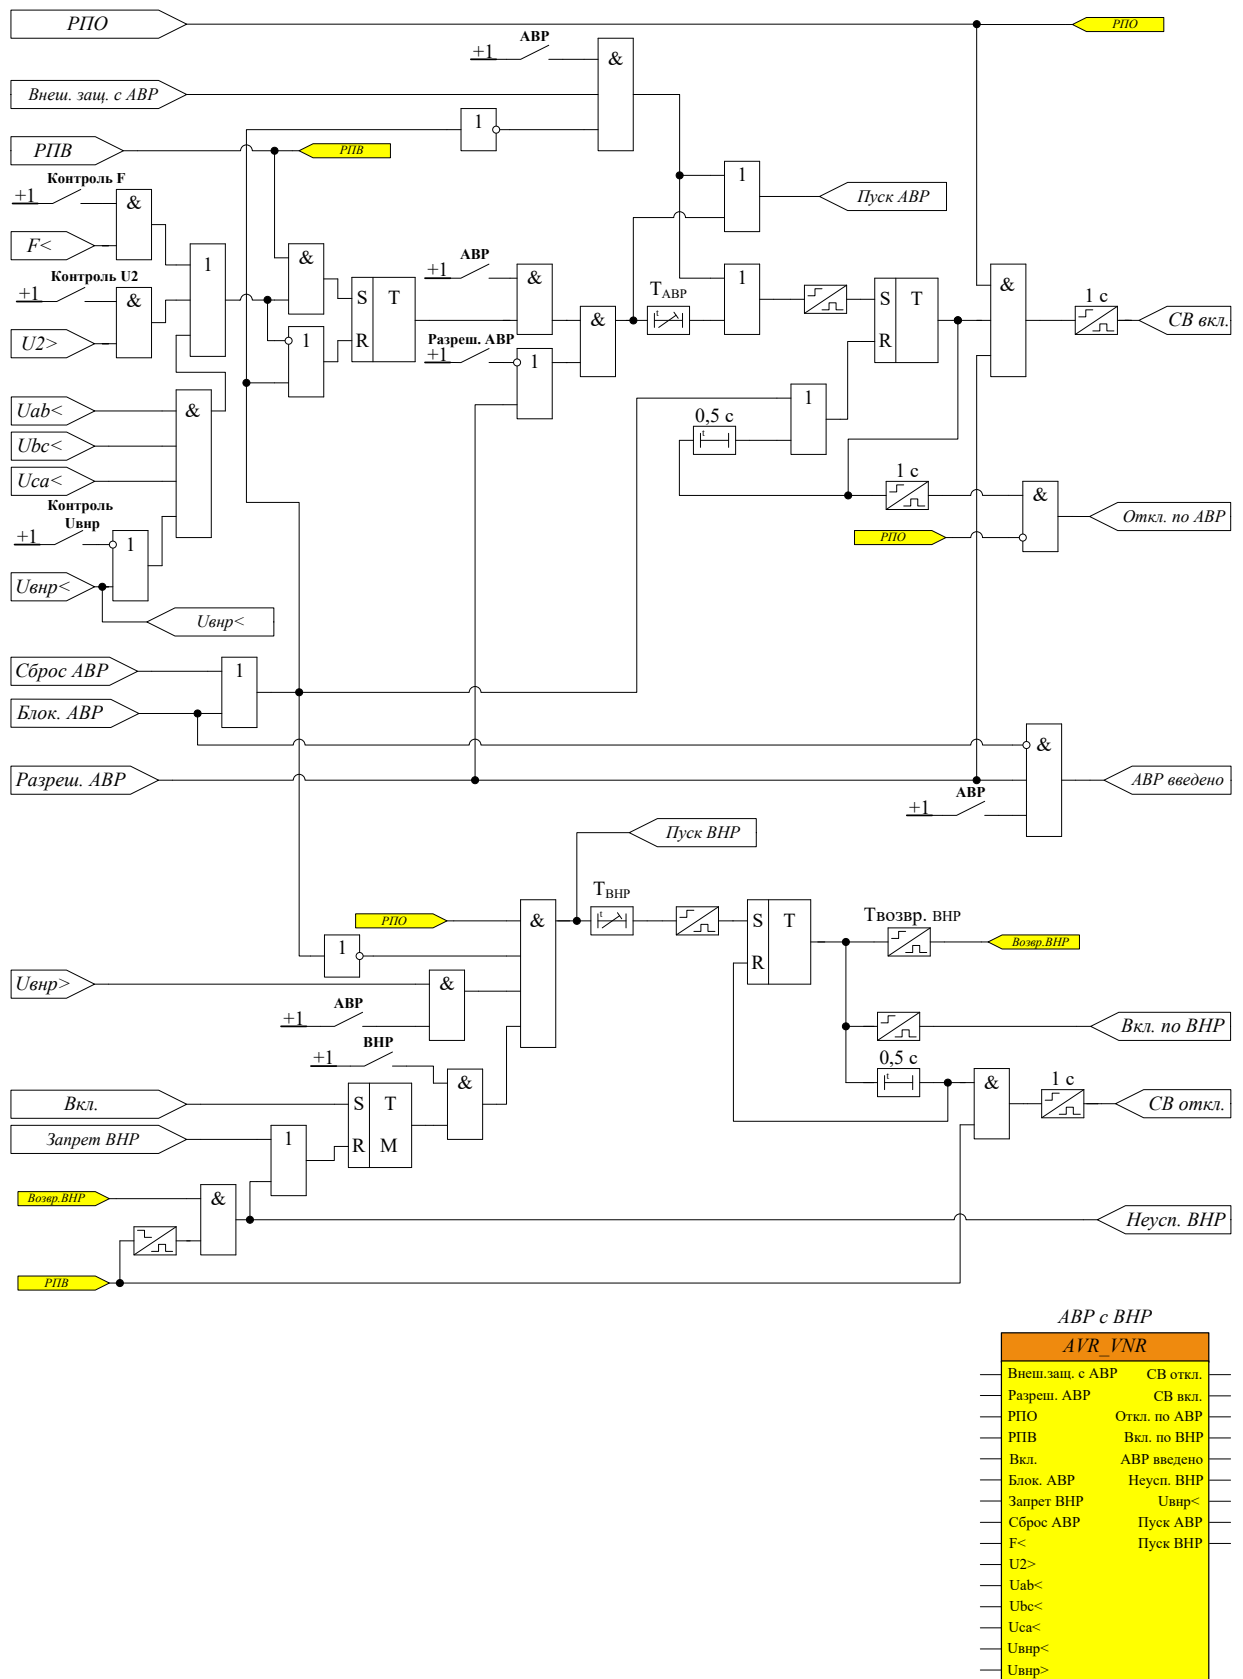 РПО
РПО
АВР
+1
&
Внеш. защ. с АВР
1
РПВ
РПВ
Контроль F
+1
&
1
Пуск АВР
F<
1
&
АВР
+1
&
1
&
Контроль U2
+1
&
S T
R
TАВР
S T
R
1 с
СВ вкл.
U2>
1
Разреш. АВР
+1
1
&
Uab<
&
1
0,5 с
Ubc<
Uca<
1 с
&
Откл. по АВР
Контроль
Uвнр
+1
1
РПО
Uвнр<
Uвнр<
Сброс АВР
1
Блок. АВР
&
Разреш. АВР
АВР введено
АВР
+1
Пуск ВНР
TВНР
РПО
&
S T
R
Tвозвр. ВНР
Возвр.ВНР
1
Uвнр>
&
АВР
+1
Вкл. по ВНР
ВНР
+1
&
0,5 с
&
1 с
СВ откл.
Вкл.
S T
R M
Запрет ВНР
1
Возвр.ВНР
&
Неусп. ВНР
РПВ
АВР с ВНР
AVR_VNR
Внеш.защ. с АВР СВ откл.
Разреш. АВР СВ вкл.
РПО Откл. по АВР
РПВ Вкл. по ВНР
Вкл. АВР введено
Блок. АВР Неусп. ВНР
Запрет ВНР Uвнр<
Сброс АВР Пуск АВР
F< Пуск ВНР
U2>
Uab<
Ubc<
Uca<
Uвнр<
Uвнр>